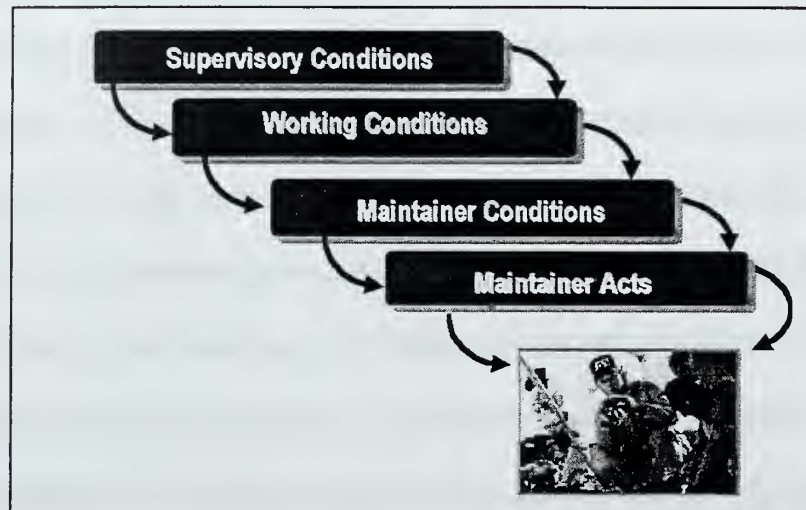 Supervisory Conditions
Working Conditions
Maintainer Conditions
Maintainer Acts